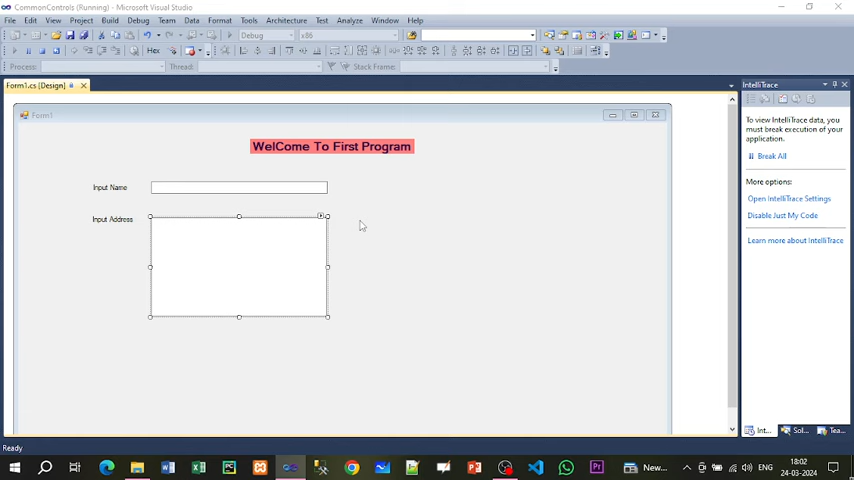 CommonControls (Running) - Microsoft Visual Studio
File Edit View Project Build Debug Team Data Format Tools Architecture Test Analyze Window Help
Debug x86
Hex
Process: Thread: Stack Frame:
Form1.cs [Design]
Form1
WelCome To First Program
Input Name
Input Address
IntelliTrace
To view IntelliTrace data, you
must break execution of your
application.
Break All
More options:
Open IntelliTrace Settings
Disable Just My Code
Learn more about IntelliTrace
Int... Sol... Tea...
Ready
New...
ENG
18:02
24-03-2024